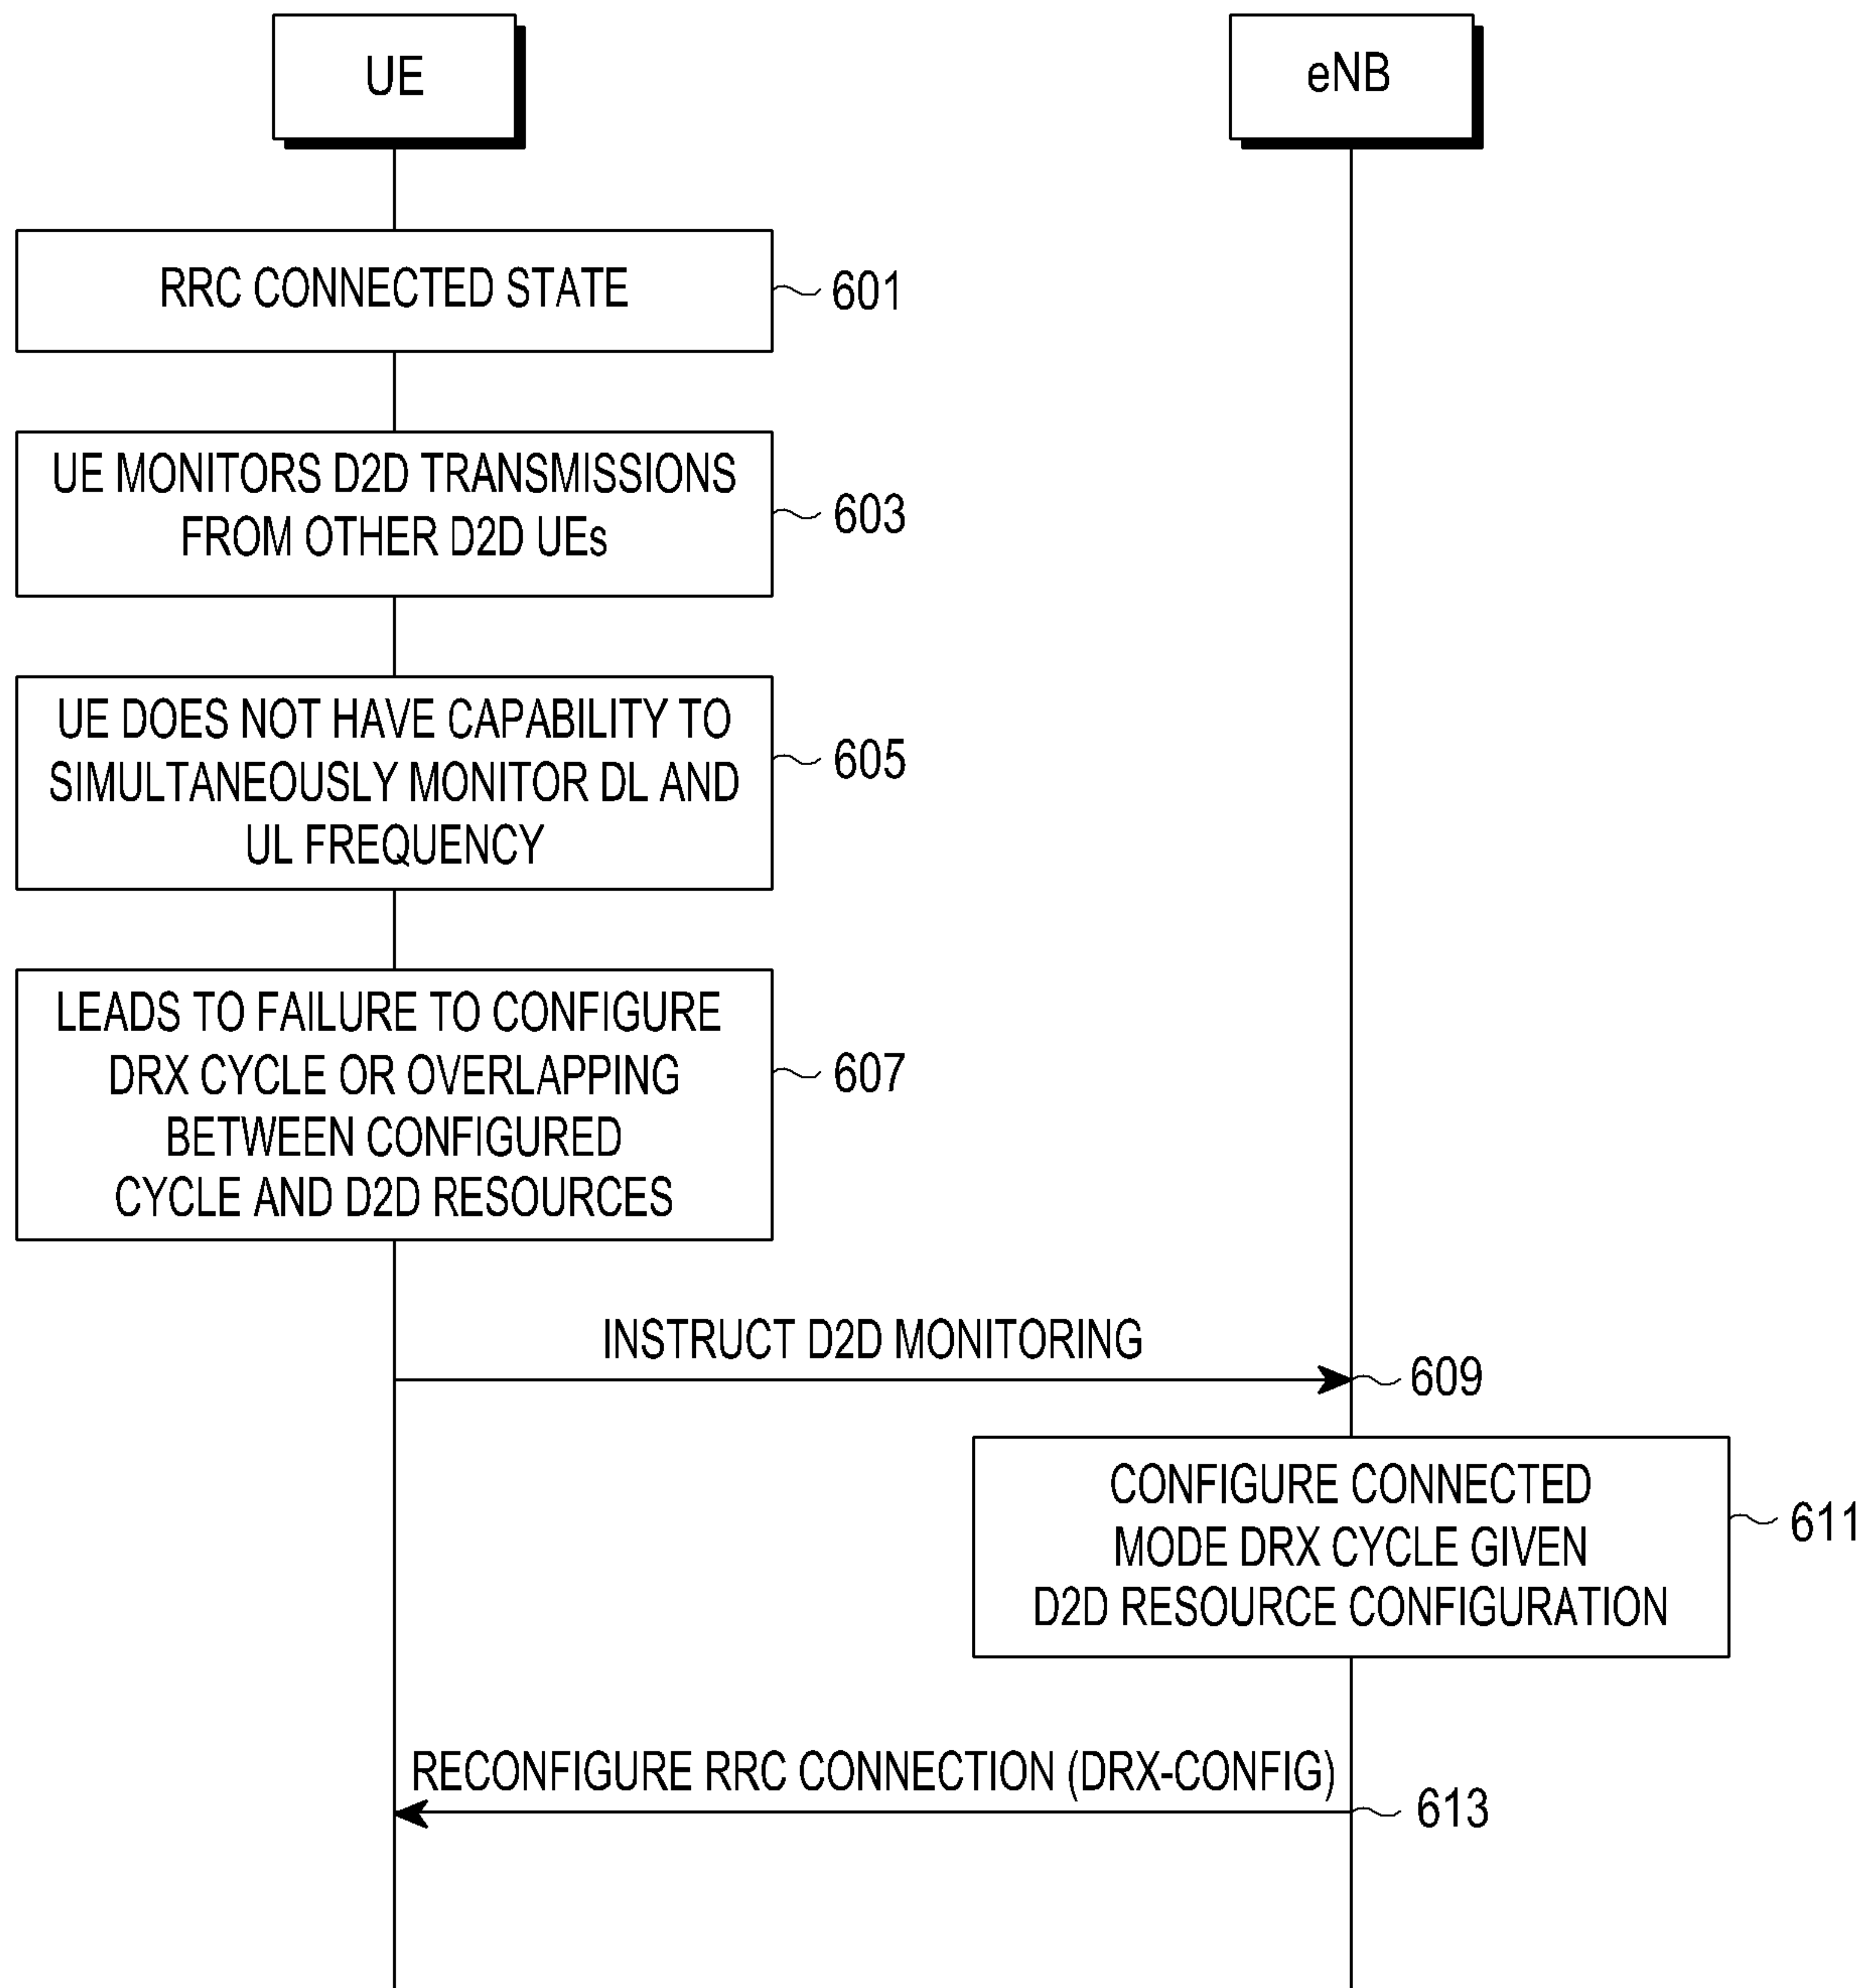 UE
eNB
RRC CONNECTED STATE
601
UE MONITORS D2D TRANSMISSIONS
FROM OTHER D2D UEs
603
UE DOES NOT HAVE CAPABILITY TO
SIMULTANEOUSLY MONITOR DL AND
UL FREQUENCY
605
LEADS TO FAILURE TO CONFIGURE
DRX CYCLE OR OVERLAPPING
BETWEEN CONFIGURED
CYCLE AND D2D RESOURCES
607
INSTRUCT D2D MONITORING
609
CONFIGURE CONNECTED
MODE DRX CYCLE GIVEN
D2D RESOURCE CONFIGURATION
611
RECONFIGURE RRC CONNECTION (DRX-CONFIG)
613